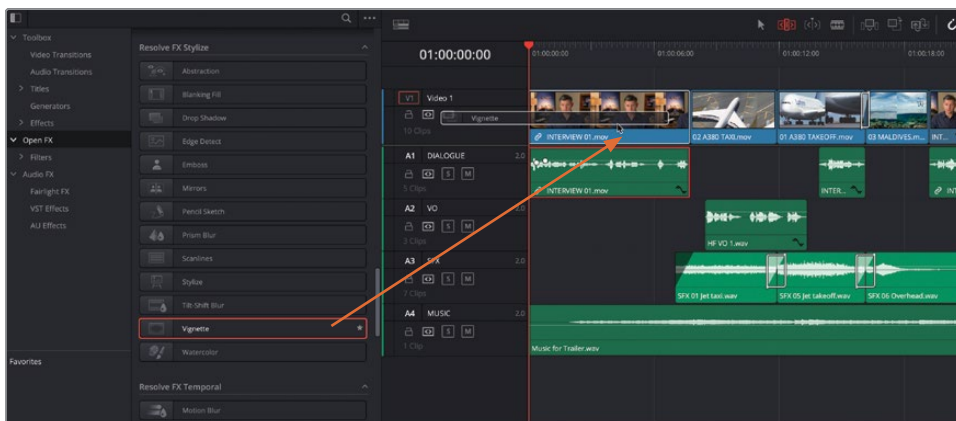 Toolbox
Video Transitions
Audio Transitions
Titles
Generators
Effects
Open FX
Filters
Audio FX
Fairlight FX
VST Effects
AU Effects
Favorites
Resolve FX Stylize
Abstraction
Blanking Fill
Drop Shadow
Edge Detect
Emboss
Mirrors
Pencil Sketch
Prism Blur
Scanlines
Stylize
Tilt-Shift Blur
Vignette
Watercolor
Resolve FX Temporal
Motion Blur
01:00:00:00
01:00:00:00 01:00:06:00 01:00:12:00 01:00:18:00
V1 Video 1
Vignette
10 Clips
INTERVIEW 01.mov 02 A380 TAXI.mov 01 A380 TAKEOFF.mov 03 MALDIVES.m... INT...
A1 DIALOGUE 2.0
S M
5 Clips
INTERVIEW 01.mov INTER... INT
A2 VO 2.0
S M
3 Clips
HF VO 1.wav
A3 SFX 2.0
S M
7 Clips
SFX 01 Jet taxi.wav SFX 05 Jet takeoff.wav SFX 06 Overhead.wav
A4 MUSIC 2.0
S M
1 Clip
Music for Trailer.wav